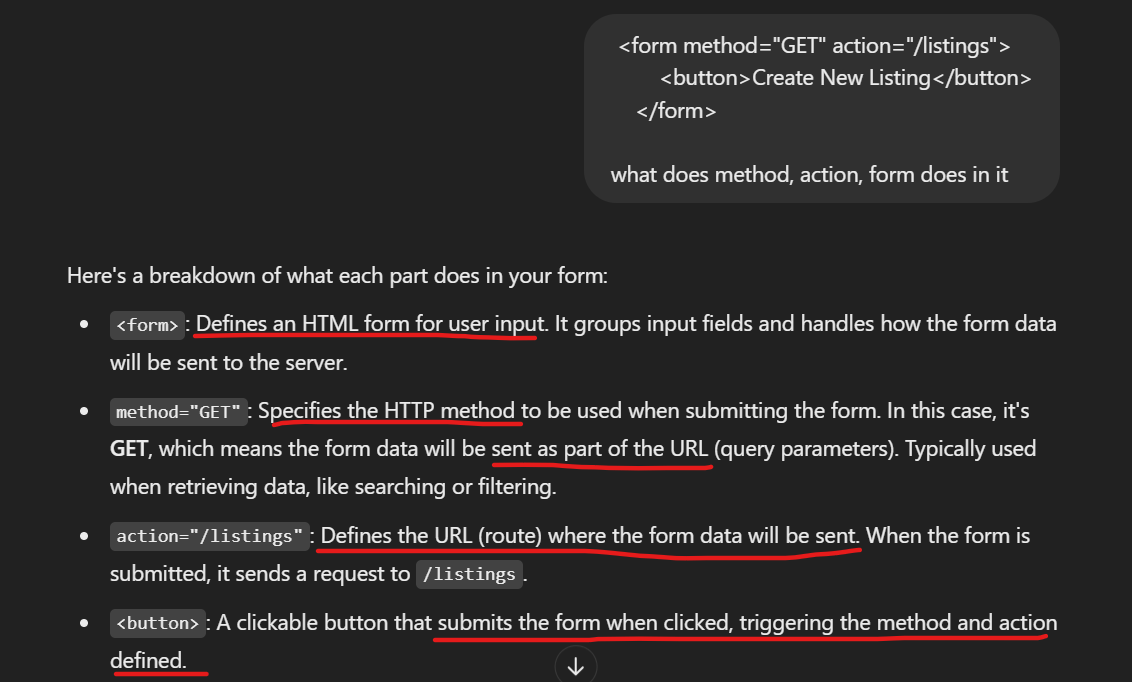 <form method="GET" action="/listings">
<button>Create New Listing</button>
</form>
what does method, action, form does in it
Here's a breakdown of what each part does in your form:
<form>: Defines an HTML form for user input. It groups input fields and handles how the form data
will be sent to the server.
method="GET": Specifies the HTTP method to be used when submitting the form. In this case, it's
GET, which means the form data will be sent as part of the URL (query parameters). Typically used
when retrieving data, like searching or filtering.
action="/listings": Defines the URL (route) where the form data will be sent. When the form is
submitted, it sends a request to /listings.
<button>: A clickable button that submits the form when clicked, triggering the method and action
defined.